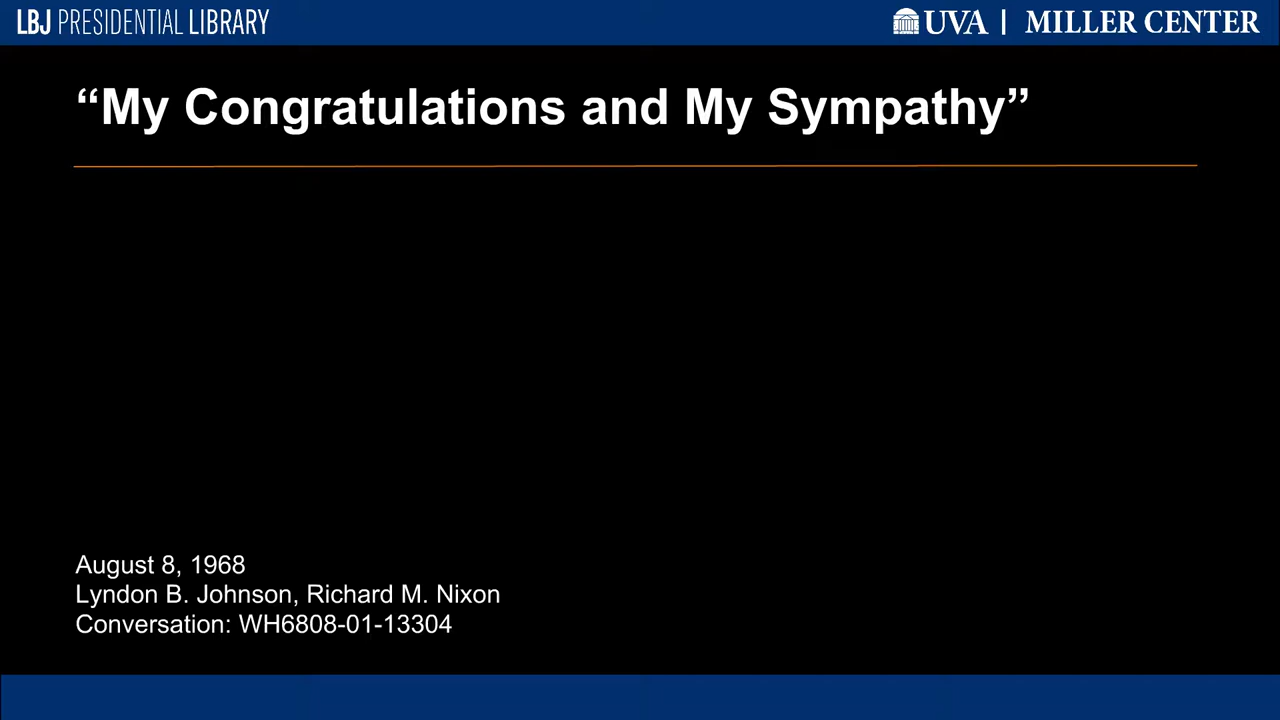 LBJ PRESIDENTIAL LIBRARY
UVA | MILLER CENTER
“My Congratulations and My Sympathy”
August 8, 1968
Lyndon B. Johnson, Richard M. Nixon
Conversation: WH6808-01-13304